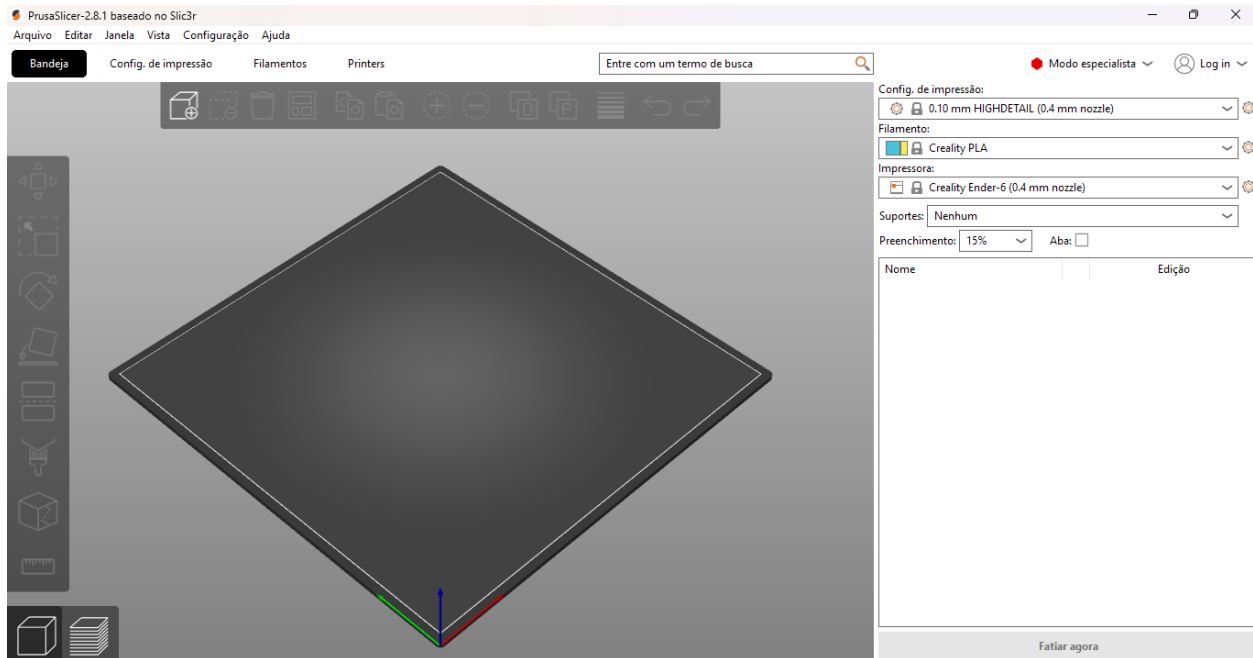 PrusaSlicer-2.8.1 baseado no Slic3r
Arquivo Editar Janela Vista Configuração Ajuda
Bandeja Config. de impressão Filamentos Printers Entre com um termo de busca Modo especialista Log in
Config. de impressão:
0.10 mm HIGHDETAIL (0.4 mm nozzle)
Filamento:
Creality PLA
Impressora:
Creality Ender-6 (0.4 mm nozzle)
Suportes: Nenhum
Preenchimento: 15% Aba:
Nome Edição
Fatiar agora